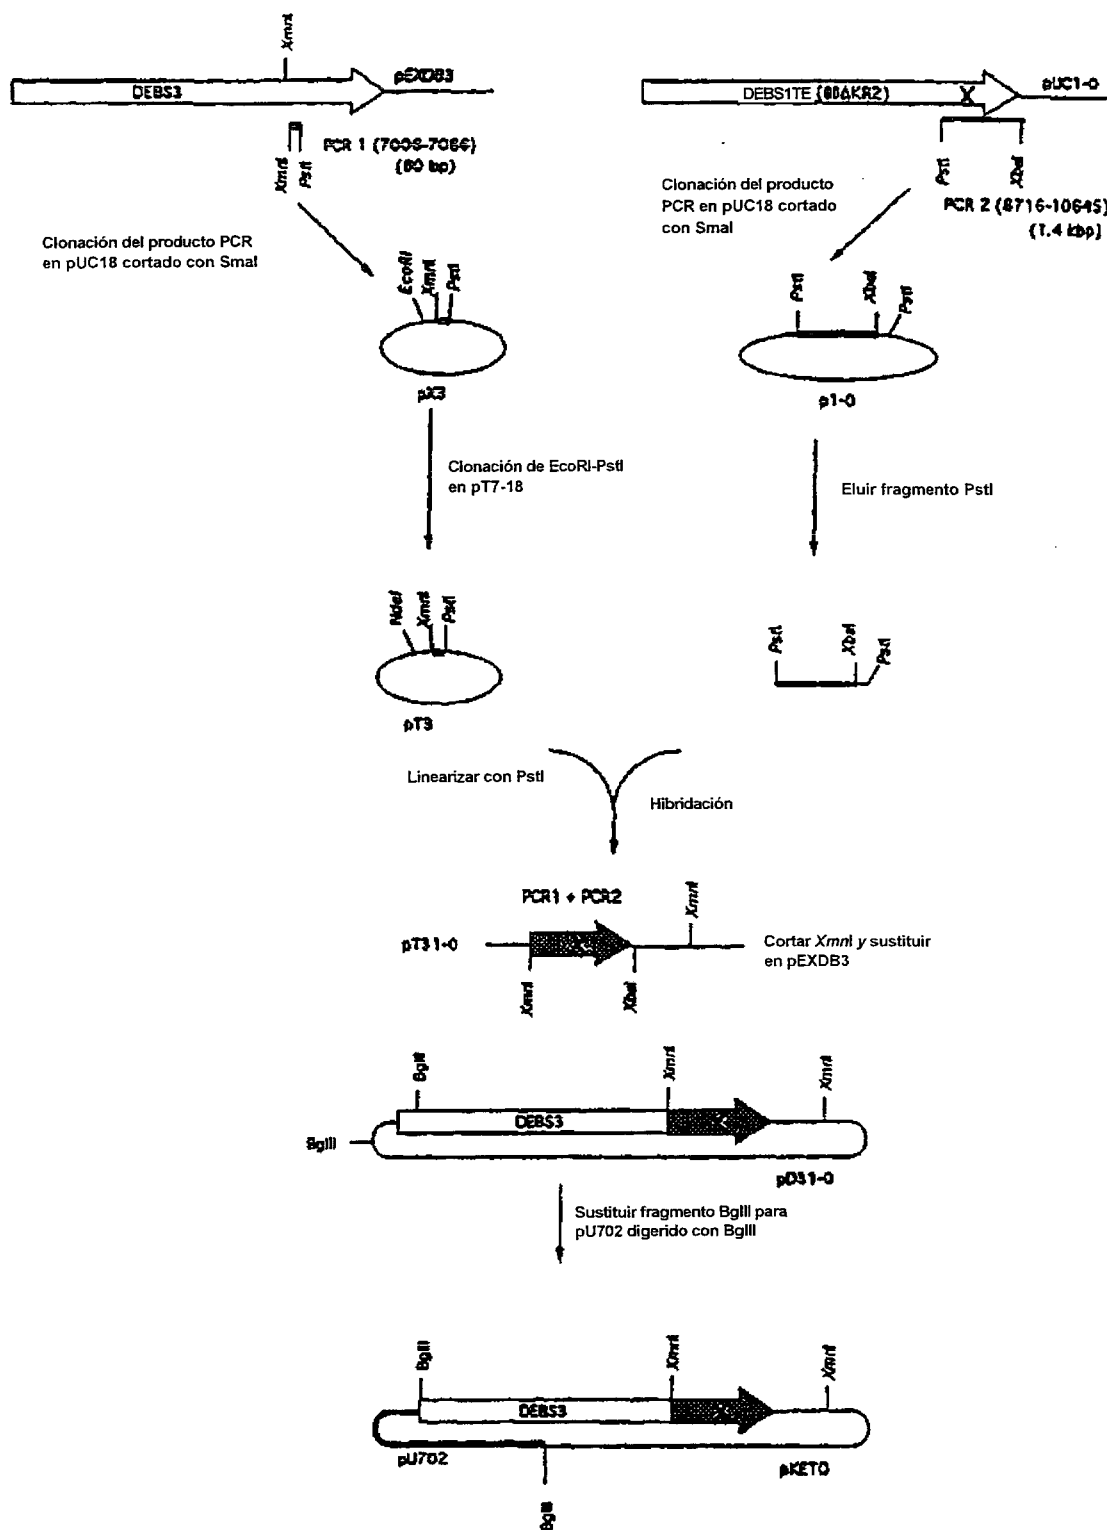 XmnI
pEXDB3
DEBS3
PCR 1 (7006-7066)
(60 bp)
XmnI
PstI
Clonación del producto PCR
en pUC18 cortado con SmaI
pUC1-0
DEBS1TE
X
PstI
XbaI
PCR 2 (8716-10645)
(1.4 kbp)
Clonación del producto
PCR en pUC18 cortado
con SmaI
EcoRI
XmnI
PstI
pX3
PstI
XbaI
PstI
p1-0
Clonación de EcoRI-PstI
en pT7-18
Eluir fragmento PstI
NdeI
XmnI
PstI
pT3
PstI
XbaI
PstI
Linearizar con PstI
Hibridación
PCR1 + PCR2
XmnI
pT31-0
XmnI
XbaI
Cortar XmnI y sustituir
en pEXDB3
BglII
XmnI
XmnI
DEBS3
BglII
pD31-0
Sustituir fragmento BglII para
pU702 digerido con BglII
BglII
XmnI
XmnI
DEBS3
pU702
pKETO
BglII